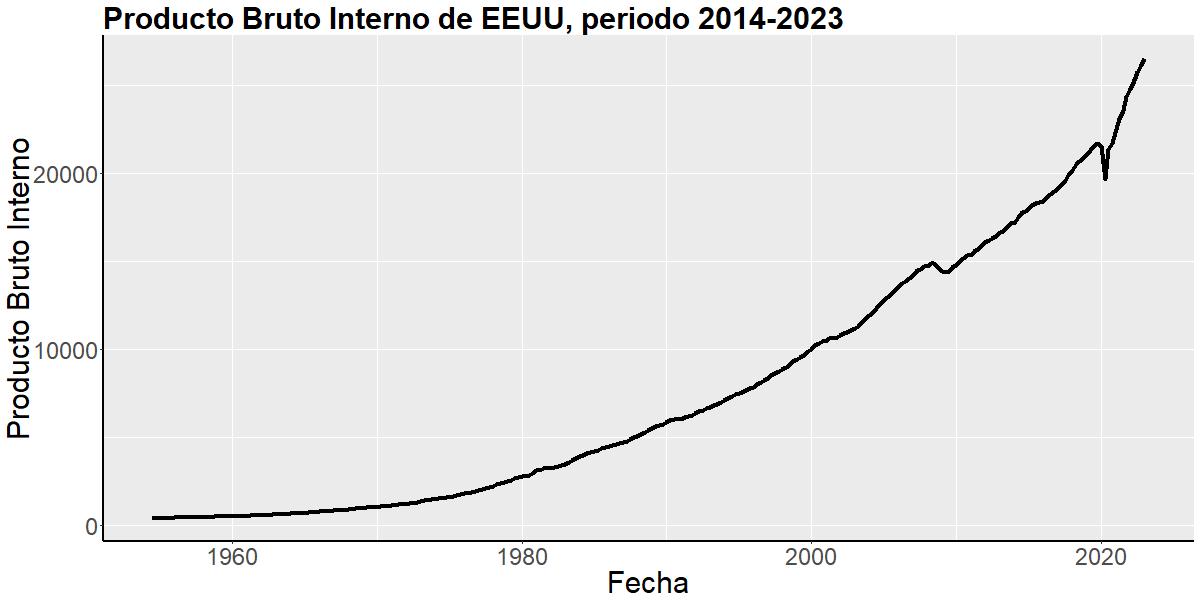 Producto Bruto Interno de EEUU, periodo 2014-2023
Producto Bruto Interno
20000
10000
0
1960 1980 2000 2020
Fecha